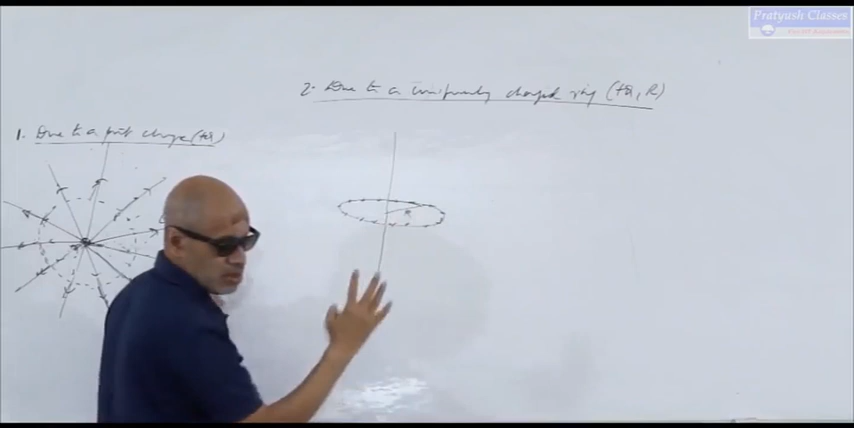 Pratyush Classes
2. Due to a uniformly charged ring (+Q, R)
1. Due to a point charge (+Q)
R